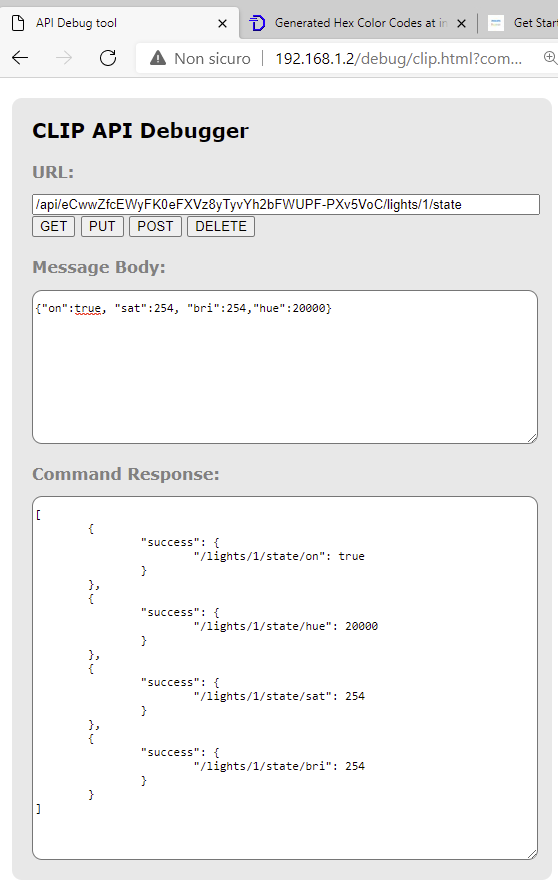 API Debug tool
Generated Hex Color Codes at in
Get Star
Non sicuro
192.168.1.2/debug/clip.html?com...
CLIP API Debugger
URL:
/api/eCwwZfcEWyFK0eFXVz8yTyvYh2bFWUPF-PXv5VoC/lights/1/state
GET PUT POST DELETE
Message Body:
{"on":true, "sat":254, "bri":254,"hue":20000}
Command Response:
[
{
"success": {
"/lights/1/state/on": true
}
},
{
"success": {
"/lights/1/state/hue": 20000
}
},
{
"success": {
"/lights/1/state/sat": 254
}
},
{
"success": {
"/lights/1/state/bri": 254
}
}
]